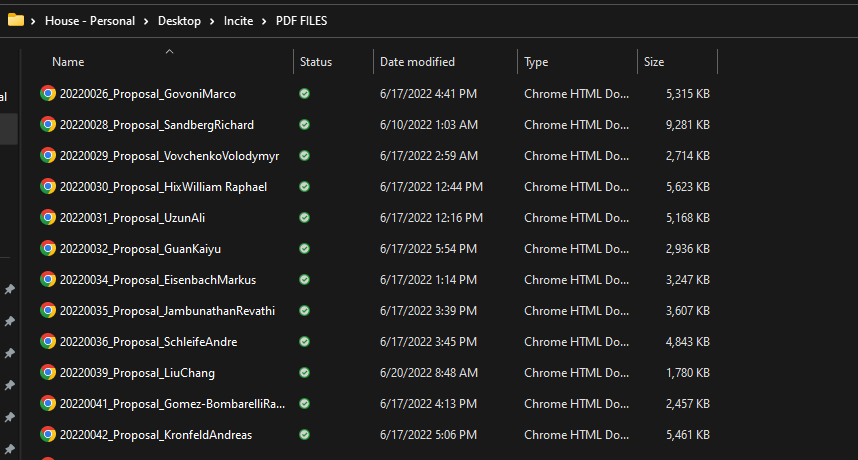 House - Personal > Desktop > Incite > PDF FILES
Name Status Date modified Type Size
al
20220026_Proposal_GovoniMarco 6/17/2022 4:41 PM Chrome HTML Do... 5,315 KB
20220028_Proposal_SandbergRichard 6/10/2022 1:03 AM Chrome HTML Do... 9,281 KB
20220029_Proposal_VovchenkoVolodymyr 6/17/2022 2:59 AM Chrome HTML Do... 2,714 KB
20220030_Proposal_HixWilliam Raphael 6/17/2022 12:44 PM Chrome HTML Do... 5,623 KB
20220031_Proposal_UzunAli 6/17/2022 12:16 PM Chrome HTML Do... 5,168 KB
20220032_Proposal_GuanKaiyu 6/17/2022 5:54 PM Chrome HTML Do... 2,936 KB
20220034_Proposal_EisenbachMarkus 6/17/2022 1:14 PM Chrome HTML Do... 3,247 KB
20220035_Proposal_JambunathanRevathi 6/17/2022 3:39 PM Chrome HTML Do... 3,607 KB
20220036_Proposal_SchleifeAndre 6/17/2022 3:45 PM Chrome HTML Do... 4,843 KB
20220039_Proposal_LiuChang 6/20/2022 8:48 AM Chrome HTML Do... 1,780 KB
20220041_Proposal_Gomez-BombarelliRa... 6/17/2022 4:13 PM Chrome HTML Do... 2,457 KB
20220042_Proposal_KronfeldAndreas 6/17/2022 5:06 PM Chrome HTML Do... 5,461 KB